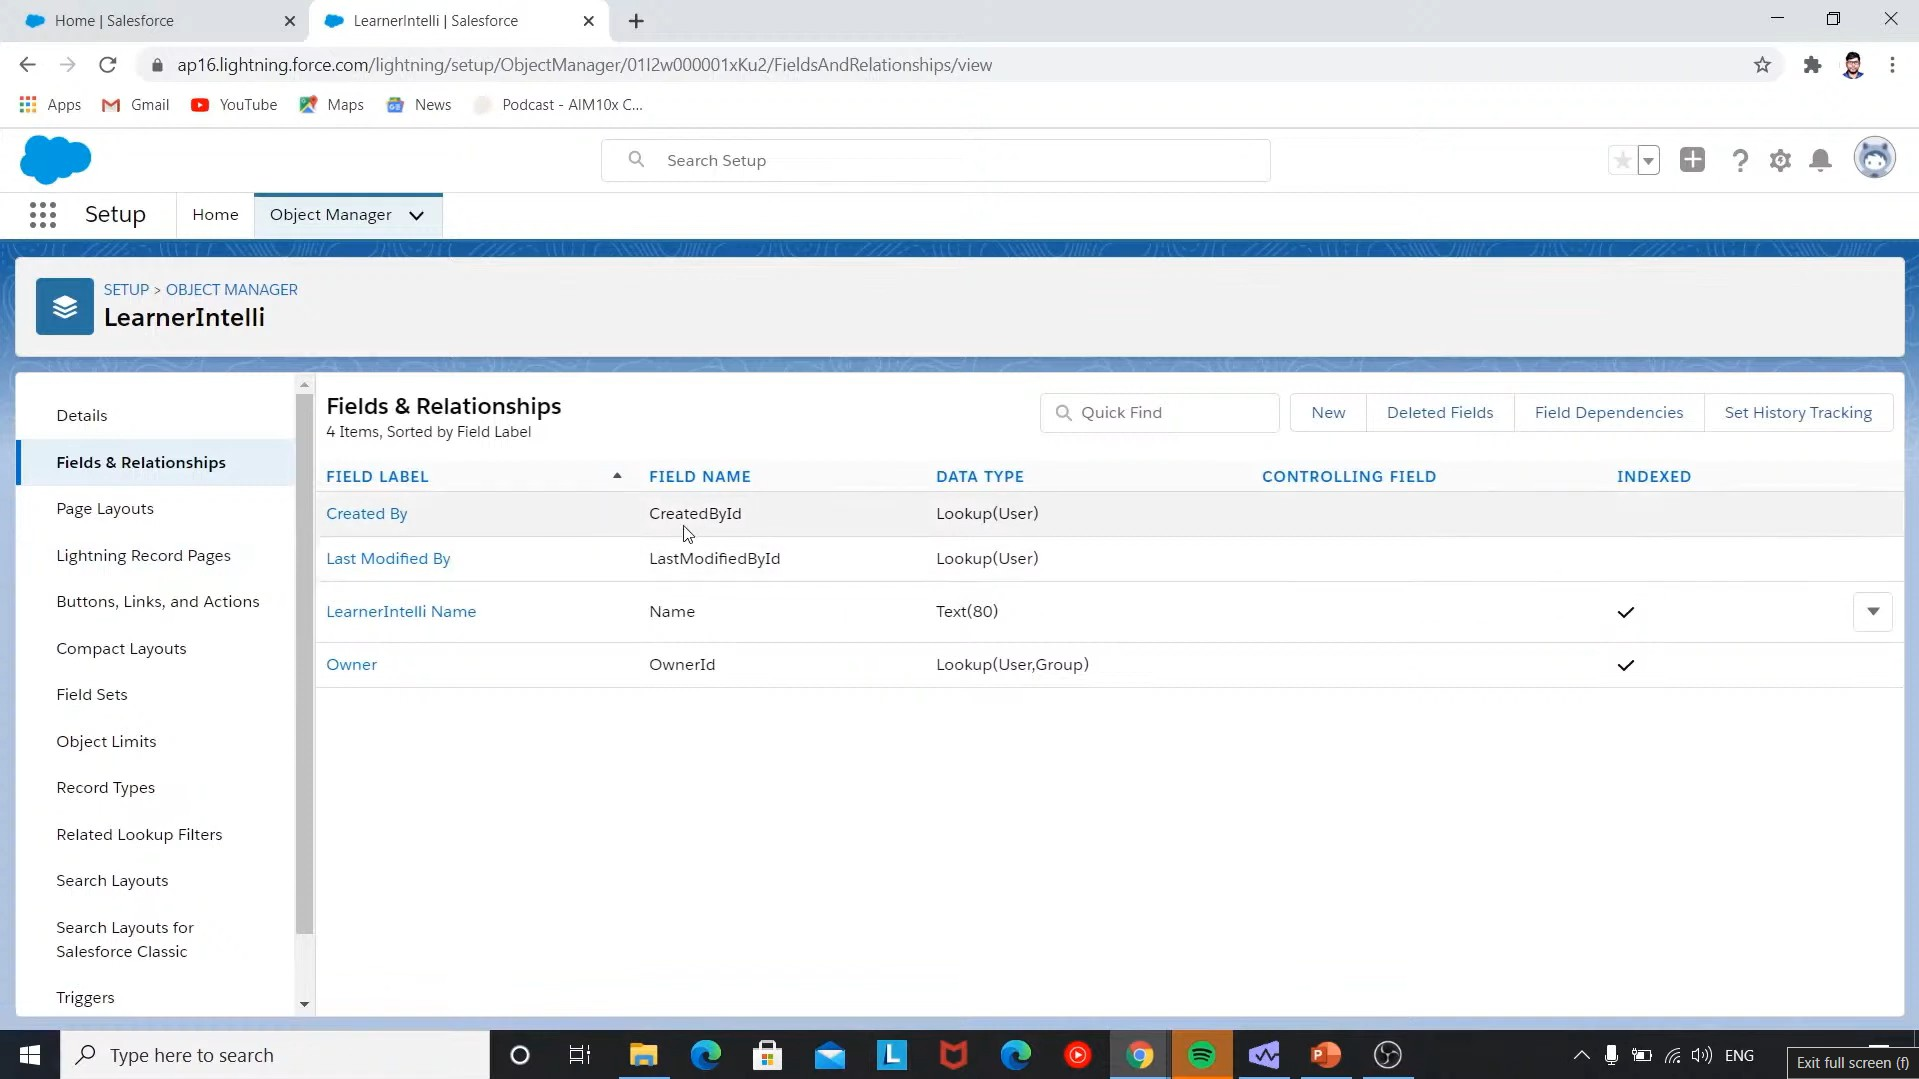 Home | Salesforce
LearnerIntelli | Salesforce
ap16.lightning.force.com/lightning/setup/ObjectManager/01I2w000001xKu2/FieldsAndRelationships/view
Apps
Gmail
YouTube
Maps
News
Podcast - AIM10x C...
Search Setup
Setup
Home
Object Manager
SETUP > OBJECT MANAGER
LearnerIntelli
Details
Fields & Relationships
Page Layouts
Lightning Record Pages
Buttons, Links, and Actions
Compact Layouts
Field Sets
Object Limits
Record Types
Related Lookup Filters
Search Layouts
Search Layouts for
Salesforce Classic
Triggers
Fields & Relationships
4 Items, Sorted by Field Label
Quick Find
New
Deleted Fields
Field Dependencies
Set History Tracking
FIELD LABEL FIELD NAME DATA TYPE CONTROLLING FIELD INDEXED
Created By CreatedById Lookup(User)
Last Modified By LastModifiedById Lookup(User)
LearnerIntelli Name Name Text(80)
Owner OwnerId Lookup(User,Group)
Type here to search
L
P
ENG
Exit full screen (f)